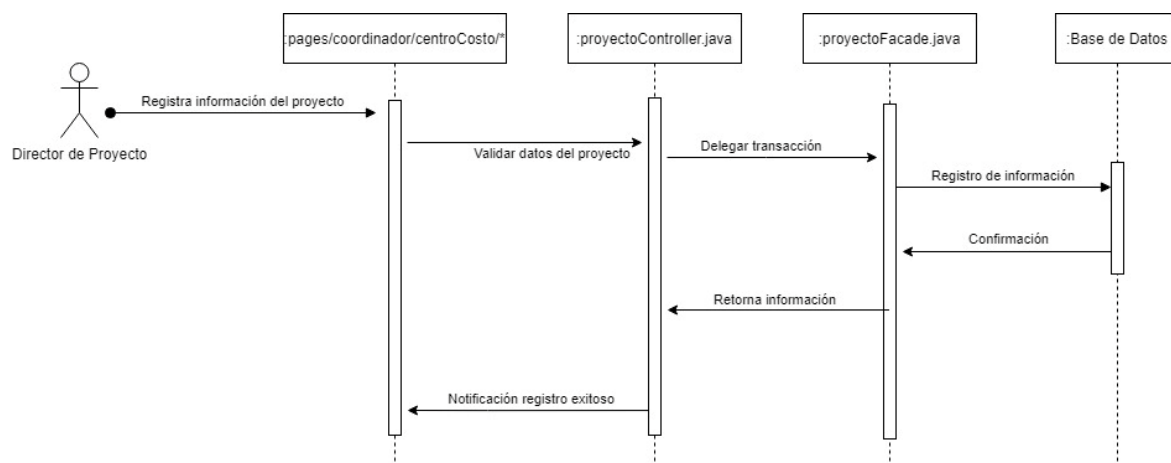 :pages/coordinador/centroCosto/*
:proyectoController.java
:proyectoFacade.java
:Base de Datos
Registra información del proyecto
Director de Proyecto
Validar datos del proyecto
Delegar transacción
Registro de información
Confirmación
Retorna información
Notificación registro exitoso